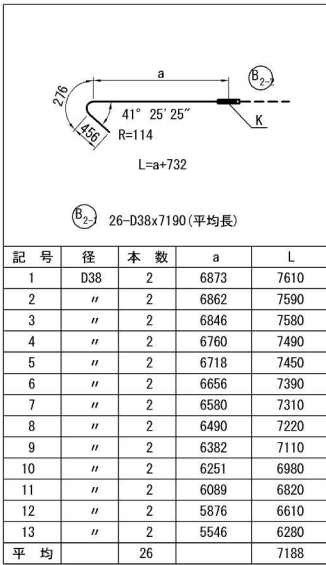 a
B2-2
276
41° 25' 25"
K
456
R=114
L=a+732
B2-1 26-D38x7190(平均長)
記 号 径 本 数 a L
1 D38 2 6873 7610
2 〃 2 6862 7590
3 〃 2 6846 7580
4 〃 2 6760 7490
5 〃 2 6718 7450
6 〃 2 6656 7390
7 〃 2 6580 7310
8 〃 2 6490 7220
9 〃 2 6382 7110
10 〃 2 6251 6980
11 〃 2 6089 6820
12 〃 2 5876 6610
13 〃 2 5546 6280
平 均 26 7188